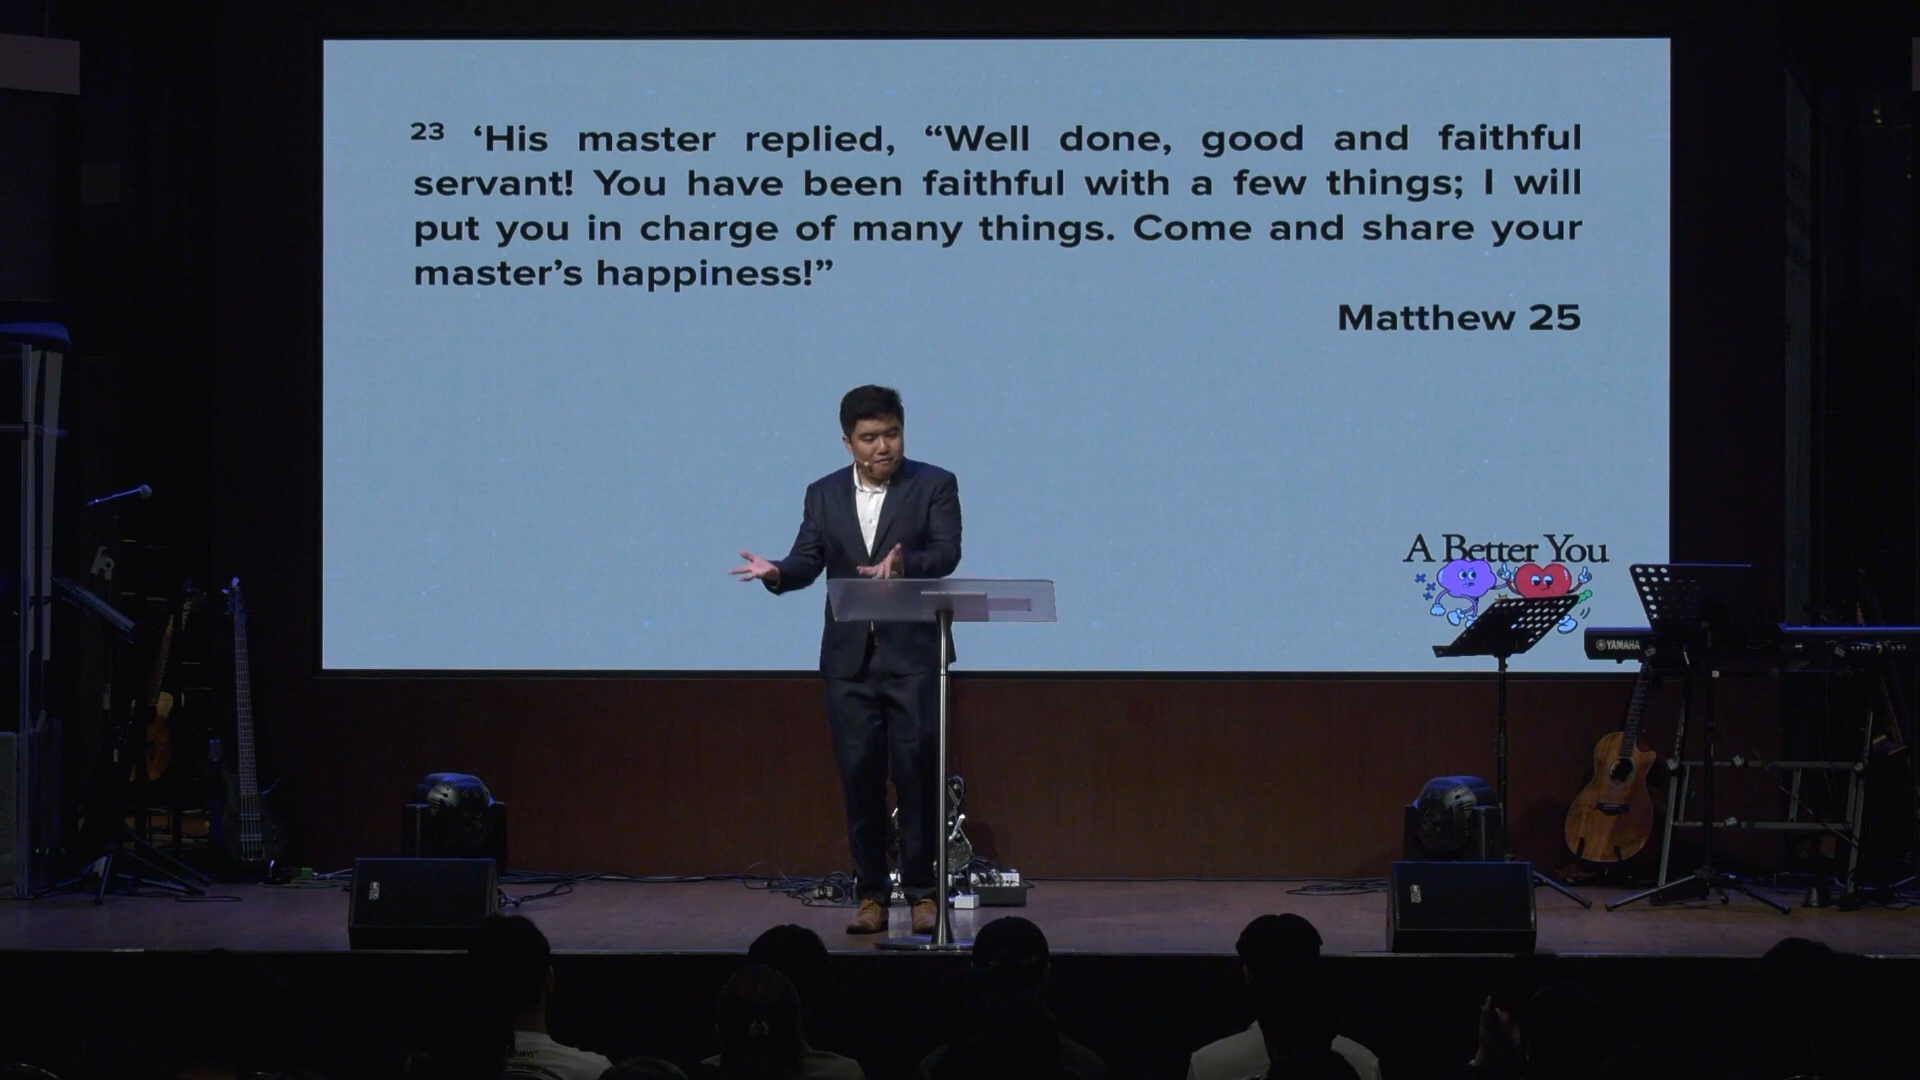 23 ‘His master replied, “Well done, good and faithful
servant! You have been faithful with a few things; I will
put you in charge of many things. Come and share your
master’s happiness!”
Matthew 25
A Better You
YAMAHA